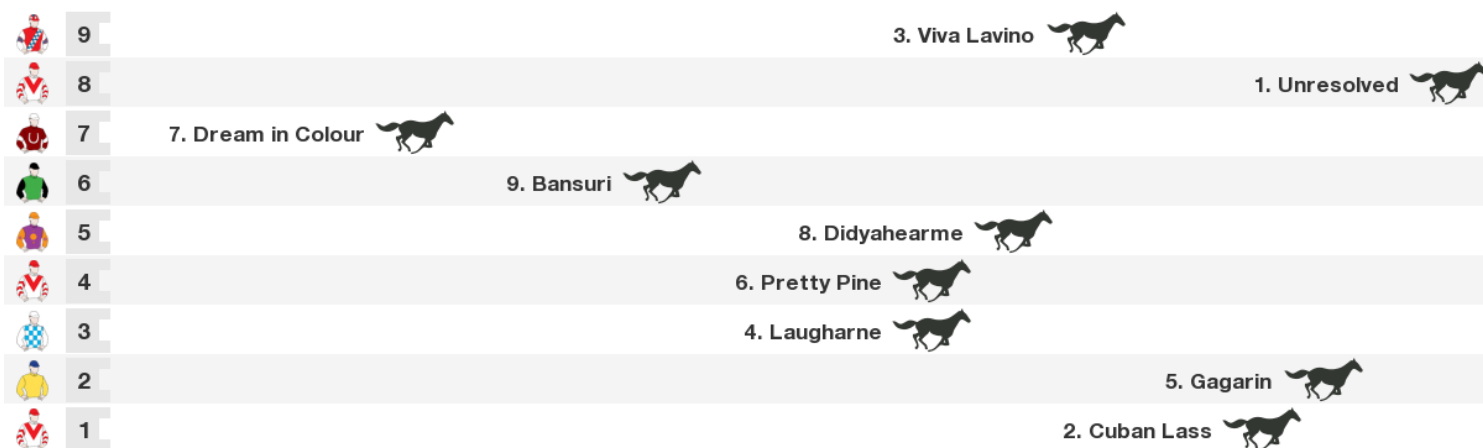 9 3. Viva Lavino
8 1. Unresolved
7 7. Dream in Colour
6 9. Bansuri
5 8. Didyahearme
4 6. Pretty Pine
3 4. Laugharne
2 5. Gagarin
1 2. Cuban Lass